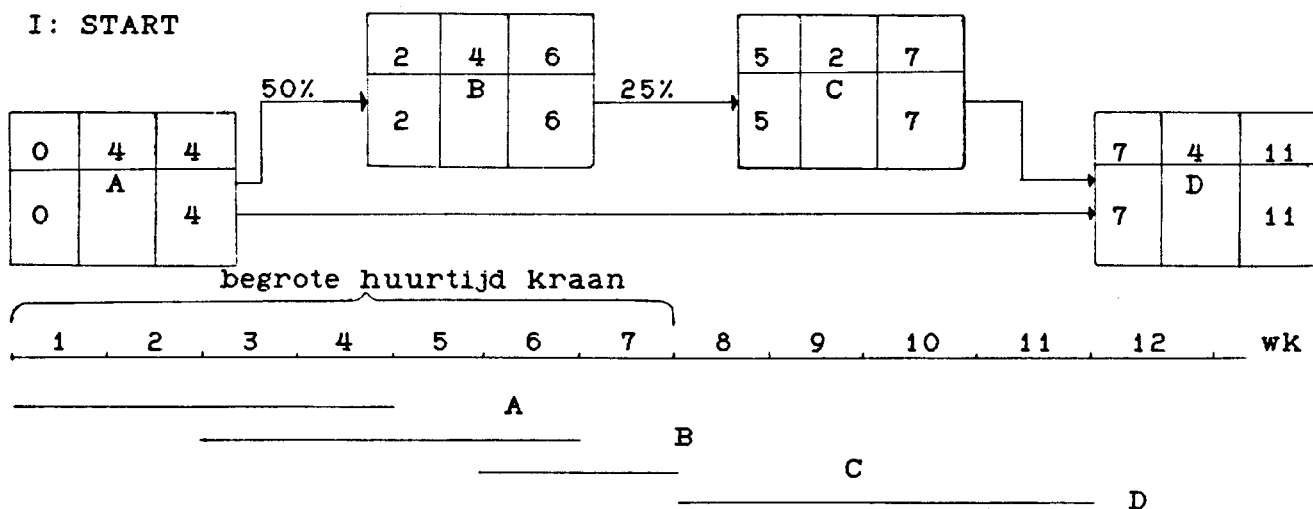 I: START
2 4 6
B
2 6
5 2 7
C
5 7
50%
25%
0 4 4
A
0 4
7 4 11
D
7 11
begrote huurtijd kraan
1 2 3 4 5 6 7 8 9 10 11 12 wk
A
B
C
D